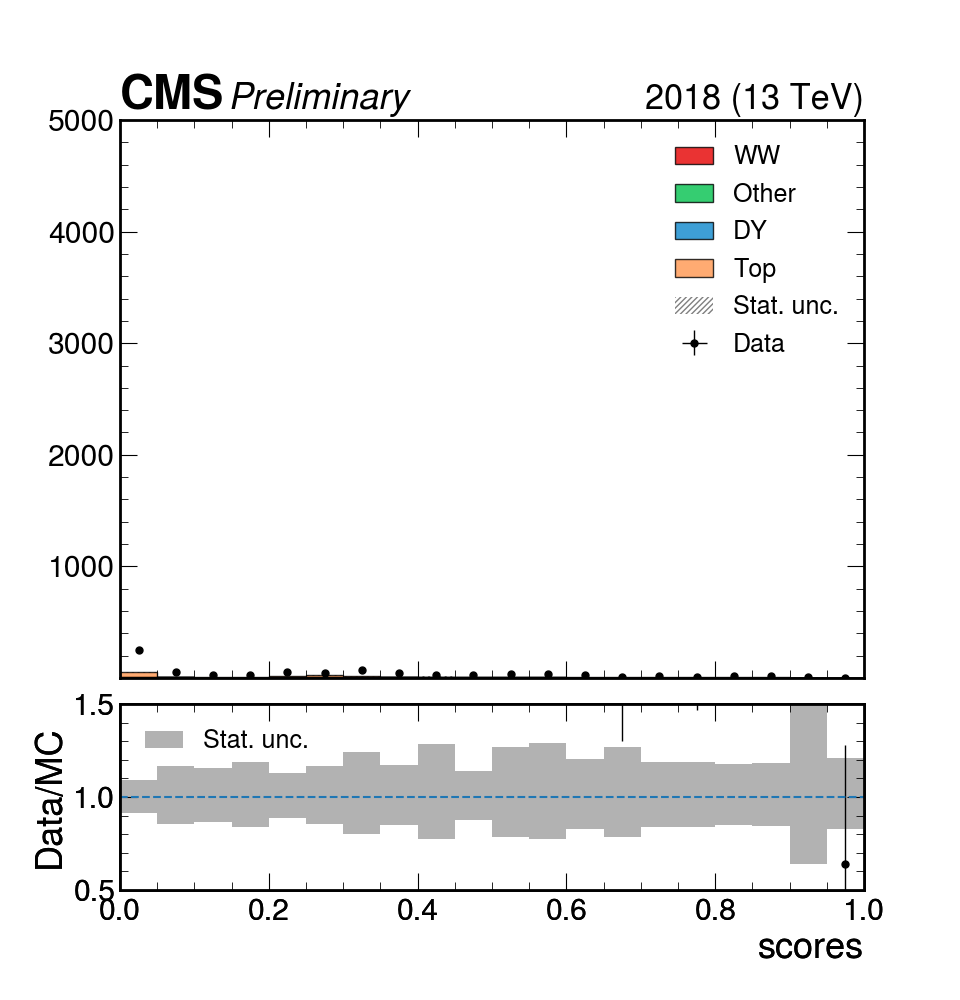 CMS Preliminary 2018 (13 TeV)
5000
4000
3000
2000
1000
WW
Other
DY
Top
Stat. unc.
Data
Data/MC
1.5
1.0
0.5
Stat. unc.
0.0 0.2 0.4 0.6 0.8 1.0
scores